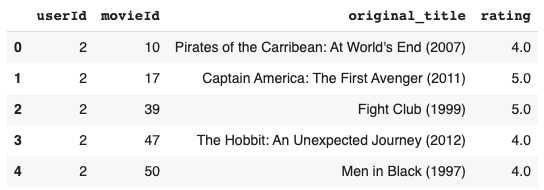 userId movieId original_title rating
0 2 10 Pirates of the Carribean: At World's End (2007) 4.0
1 2 17 Captain America: The First Avenger (2011) 5.0
2 2 39 Fight Club (1999) 5.0
3 2 47 The Hobbit: An Unexpected Journey (2012) 4.0
4 2 50 Men in Black (1997) 4.0